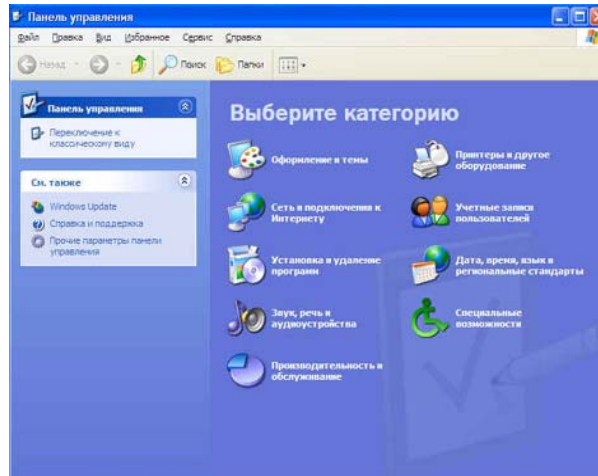 Панель управления
Файл Правка Вид Избранное Сервис Справка
Назад Поиск Папки
Панель управления
Переключение к
классическому виду
См. также
Windows Update
Справка и поддержка
Прочие параметры панели
управления
Выберите категорию
Оформление и темы
Принтеры и другое
оборудование
Сеть и подключения к
Интернету
Учетные записи
пользователей
Установка и удаление
программ
Дата, время, язык и
региональные стандарты
Звук, речь и
аудиоустройства
Специальные
возможности
Производительность и
обслуживание